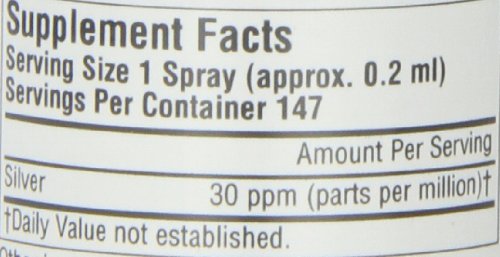 Supplement Facts
Serving Size 1 Spray (approx. 0.2 ml)
Servings Per Container 147
Amount Per Serving
Silver 30 ppm (parts per million)†
†Daily Value not established.